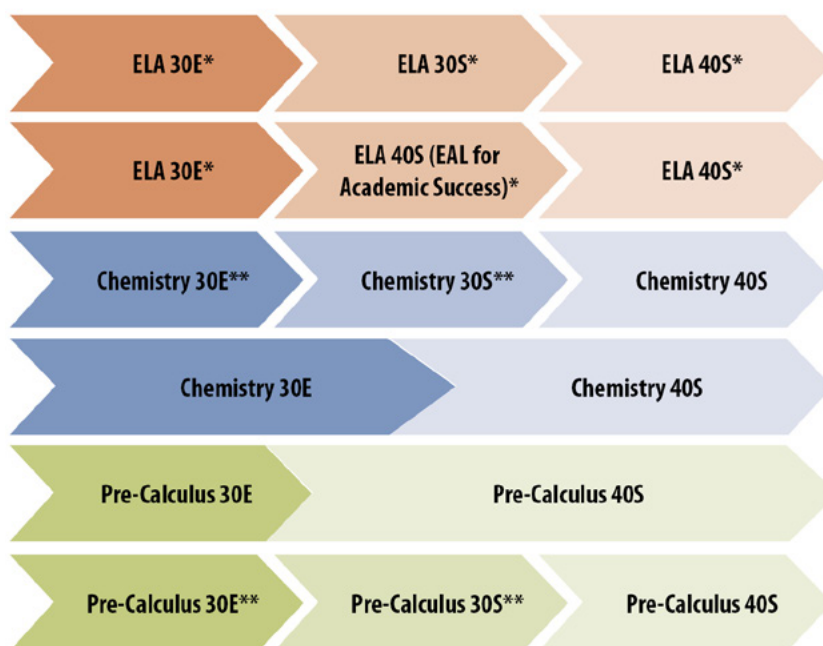 ELA 30E* ELA 30S* ELA 40S*
ELA 30E* ELA 40S (EAL for Academic Success)* ELA 40S*
Chemistry 30E** Chemistry 30S** Chemistry 40S
Chemistry 30E Chemistry 40S
Pre-Calculus 30E Pre-Calculus 40S
Pre-Calculus 30E** Pre-Calculus 30S** Pre-Calculus 40S